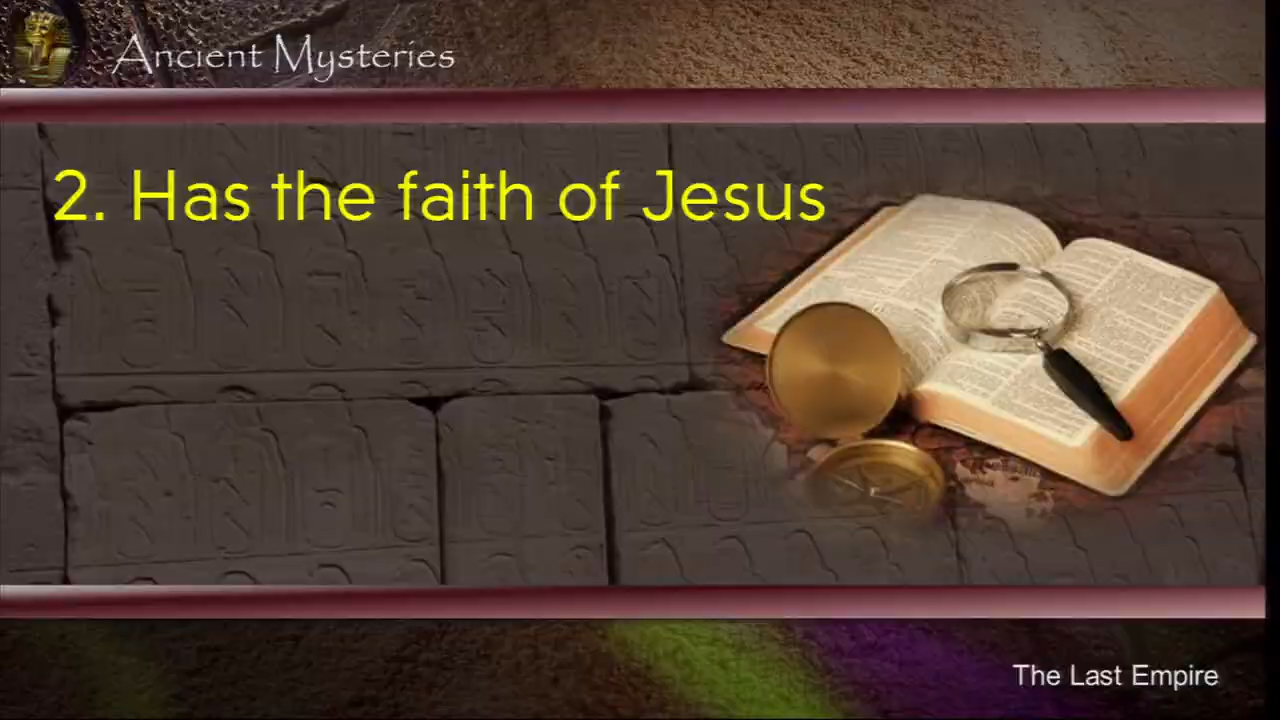 Ancient Mysteries
2. Has the faith of Jesus
The Last Empire